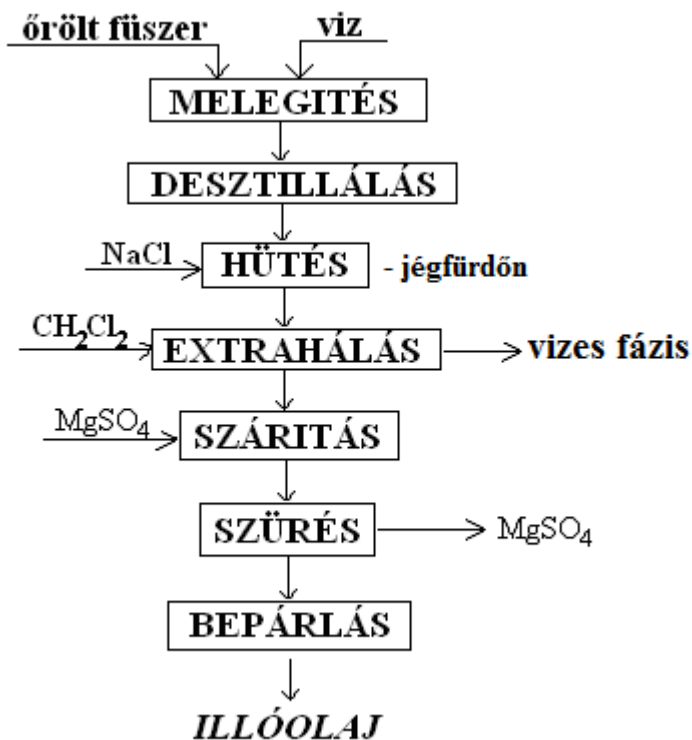 őrölt füszer viz
MELEGITÉS
DESZTILLÁLÁS
NaCl HÜTÉS - jégfürdőn
CH2Cl2 EXTRAHÁLÁS vizes fázis
MgSO4 SZÁRITÁS
SZÜRÉS MgSO4
BEPÁRLÁS
ILLÓOLAJ